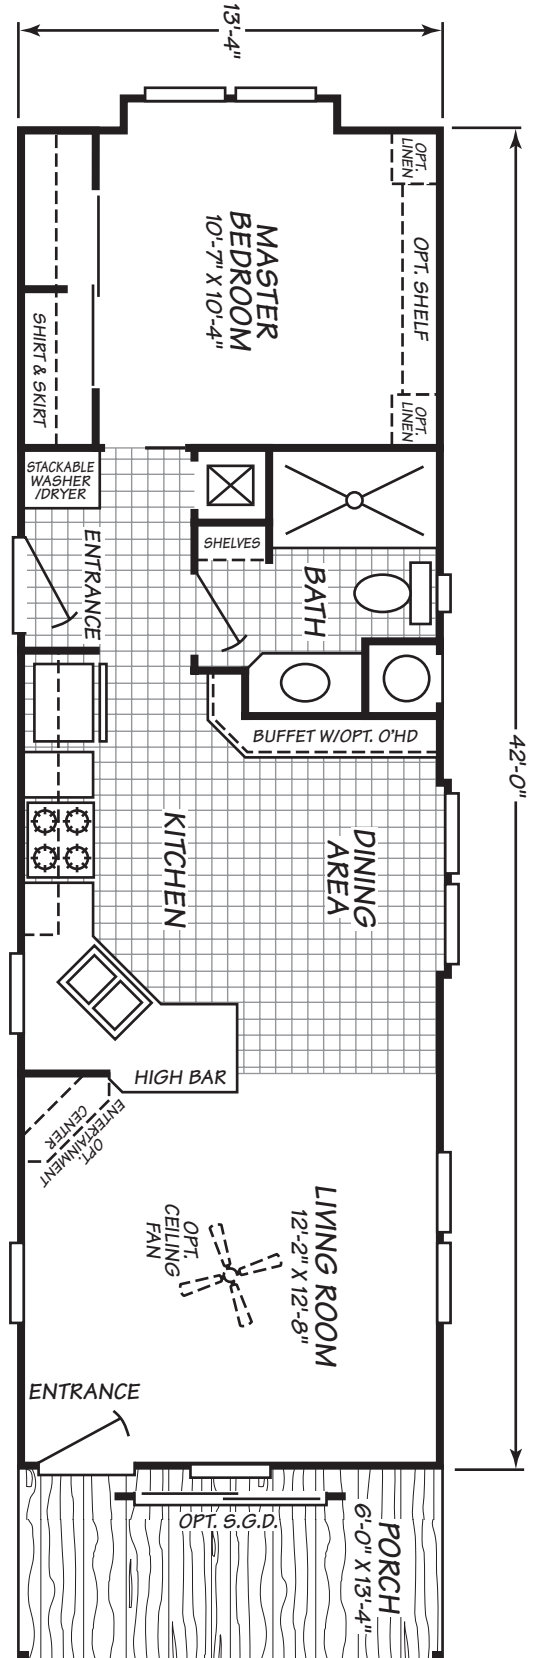 13'-4"
OPT.
LINEN
OPT. SHELF
MASTER
BEDROOM
10'-7" X 10'-4"
SHIRT & SKIRT
OPT.
LINEN
STACKABLE
WASHER
/DRYER
ENTRANCE
SHELVES
BATH
BUFFET W/OPT. O'HD
42'-0"
KITCHEN
DINING
AREA
HIGH BAR
OPT.
ENTERTAINMENT
CENTER
LIVING ROOM
12'-2" X 12'-8"
OPT.
CEILING
FAN
ENTRANCE
OPT. S.G.D.
PORCH
6'-0" X 13'-4"